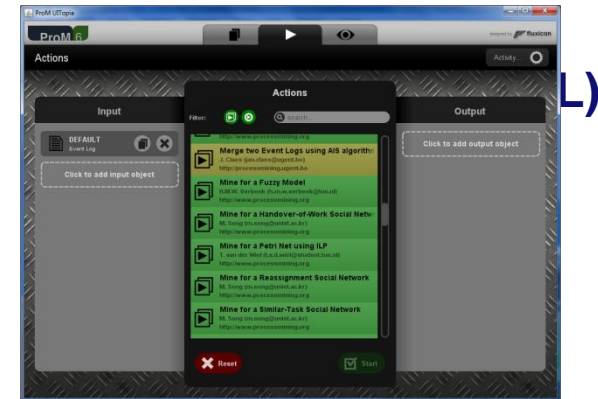 ProM UITopia
ProM 6
designed by fluxicon
Actions
Activity...
L)
Input
Actions
Output
Filter:
search...
DEFAULT
Event Log
Click to add input object
Click to add output object
http://www.processmining.org
Merge two Event Logs using AIS algorithm
J. Claes (jan.claes@ugent.be)
http://processmining.ugent.be
Mine for a Fuzzy Model
H.M.W. Verbeek (h.m.w.verbeek@tue.nl)
http://www.processmining.org
Mine for a Handover-of-Work Social Netw
M. Song (m.song@unist.ac.kr)
http://www.processmining.org
Mine for a Petri Net using ILP
T. van der Wiel (t.v.d.wiel@student.tue.nl)
http://www.processmining.org
Mine for a Reassignment Social Network
M. Song (m.song@unist.ac.kr)
http://www.processmining.org
Mine for a Similar-Task Social Network
M. Song (m.song@unist.ac.kr)
http://www.processmining.org
Reset
Start